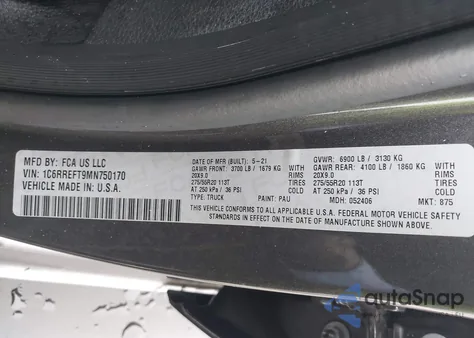 MFD BY: FCA US LLC
DATE OF MFR (BUILT): 5-21
GVWR: 6900 LB / 3130 KG
VIN: 1C6RREFT9MN750170
GAWR FRONT: 3700 LB / 1679 KG
GAWR REAR: 4100 LB / 1860 KG
VEHICLE MADE IN: U.S.A.
20X9.0 RIMS
20X9.0 RIMS
275/55R20 113T TIRES
275/55R20 113T TIRES
AT 250 kPa / 36 PSI COLD
AT 250 kPa / 36 PSI COLD
TYPE: TRUCK PAINT: PAU MDH: 052406 MKT: 875
THIS VEHICLE CONFORMS TO ALL APPLICABLE U.S.A. FEDERAL MOTOR VEHICLE SAFETY
STANDARDS IN EFFECT ON THE DATE OF MANUFACTURE SHOWN ABOVE.
autoSnap